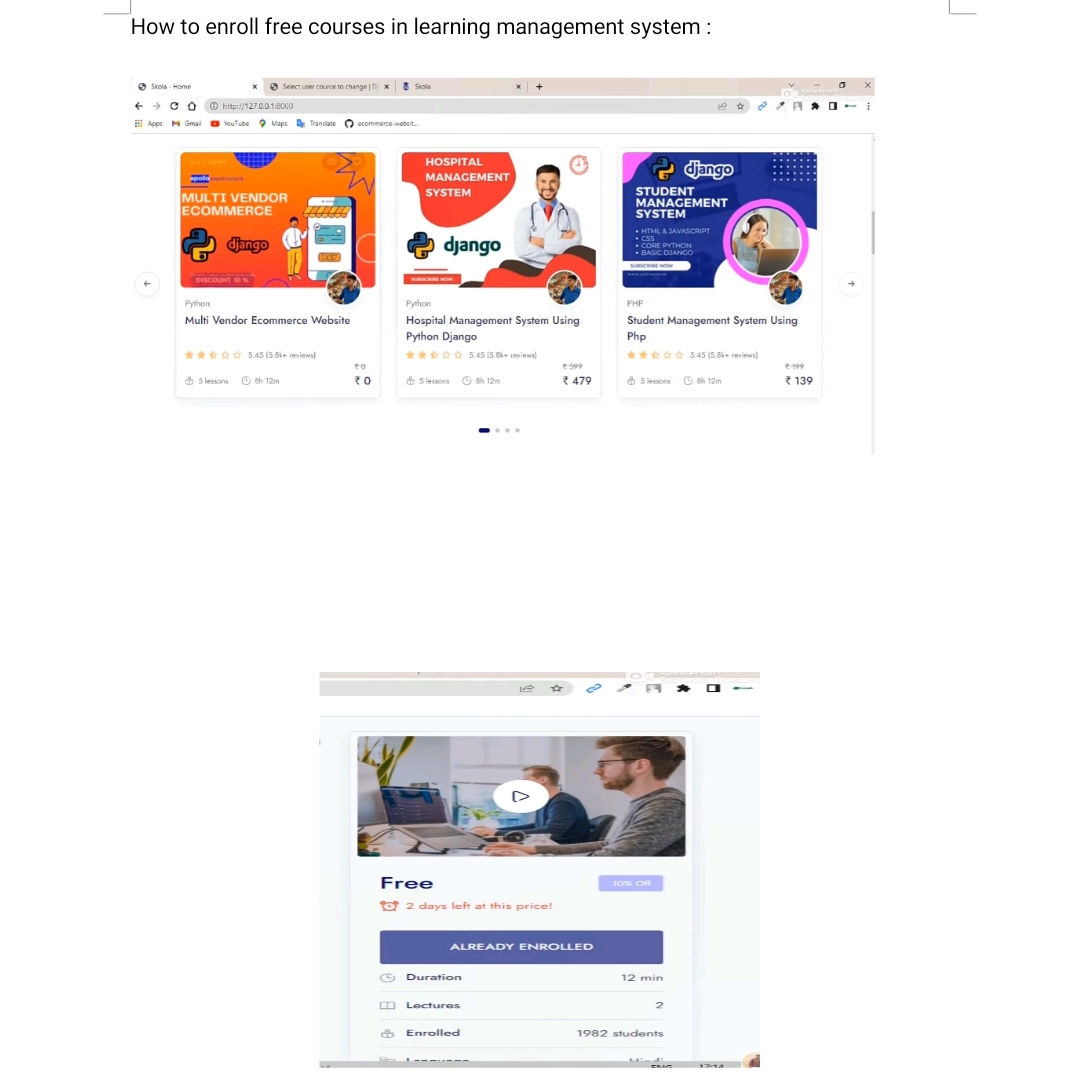 How to enroll free courses in learning management system :
Skola - Home
Select user cource to change | Dj
Skola
http://127.0.0.1:8000
Apps
Gmail
YouTube
Maps
Translate
ecommerce-websit...
apollo electronicls
MULTI VENDOR
ECOMMERCE
django
DISCOUNT 10 %
Python
Multi Vendor Ecommerce Website
5.45 (5.8k+ reviews)
₹ 0
5 lessons
8h 12m
₹ 0
HOSPITAL
MANAGEMENT
SYSTEM
django
SUBSCRIBE NOW
Python
Hospital Management System Using
Python Django
5.45 (5.8k+ reviews)
₹ 599
5 lessons
8h 12m
₹ 479
django
STUDENT
MANAGEMENT
SYSTEM
• HTML & JAVASCRIPT
• CSS
• CORE PYTHON
• BASIC DJANGO
SUBSCRIBE NOW
PHP
Student Management System Using
Php
5.45 (5.8k+ reviews)
₹ 199
5 lessons
8h 12m
₹ 139
Free
10% Off
2 days left at this price!
ALREADY ENROLLED
Duration
12 min
Lectures
2
Enrolled
1982 students
Language
Hindi
ENG
17:14